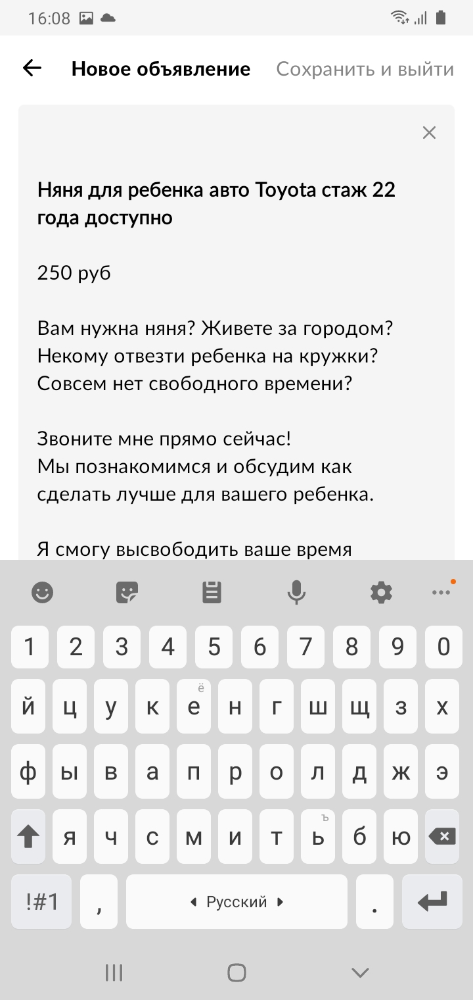 16:08
Новое объявление Сохранить и выйти
Няня для ребенка авто Toyota стаж 22
года доступно
250 руб
Вам нужна няня? Живете за городом?
Некому отвезти ребенка на кружки?
Совсем нет свободного времени?
Звоните мне прямо сейчас!
Мы познакомимся и обсудим как
сделать лучше для вашего ребенка.
Я смогу высвободить ваше время
1 2 3 4 5 6 7 8 9 0
ё
й ц у к е н г ш щ з х
ф ы в а п р о л д ж э
ъ
я ч с м и т ь б ю
!#1 , Русский .